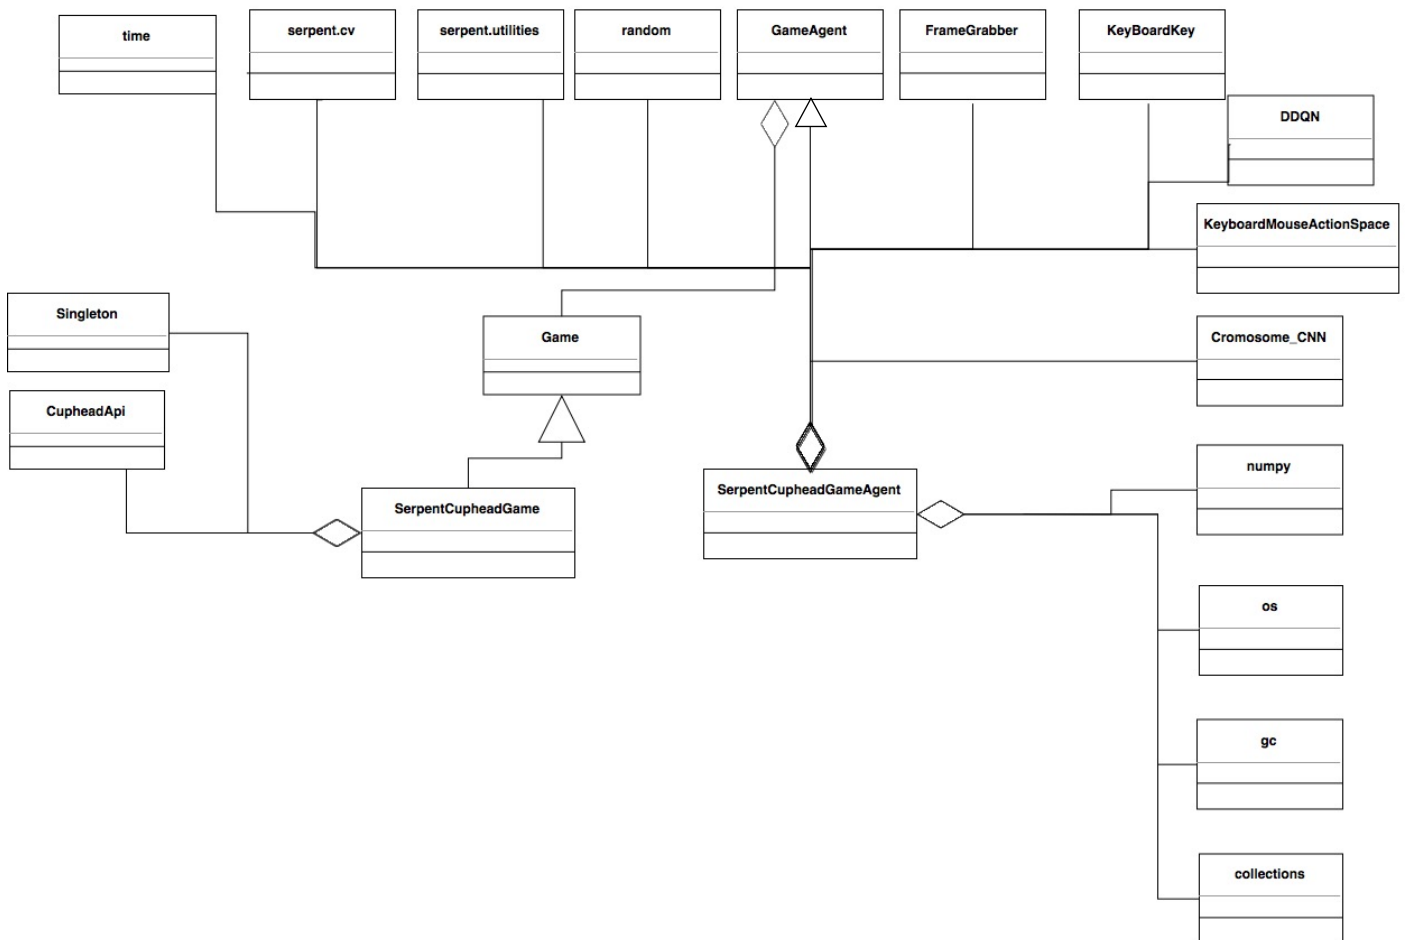 time
serpent.cv
serpent.utilities
random
GameAgent
FrameGrabber
KeyBoardKey
DDQN
KeyboardMouseActionSpace
Singleton
Game
Cromosome_CNN
CupheadApi
numpy
SerpentCupheadGameAgent
SerpentCupheadGame
os
gc
collections